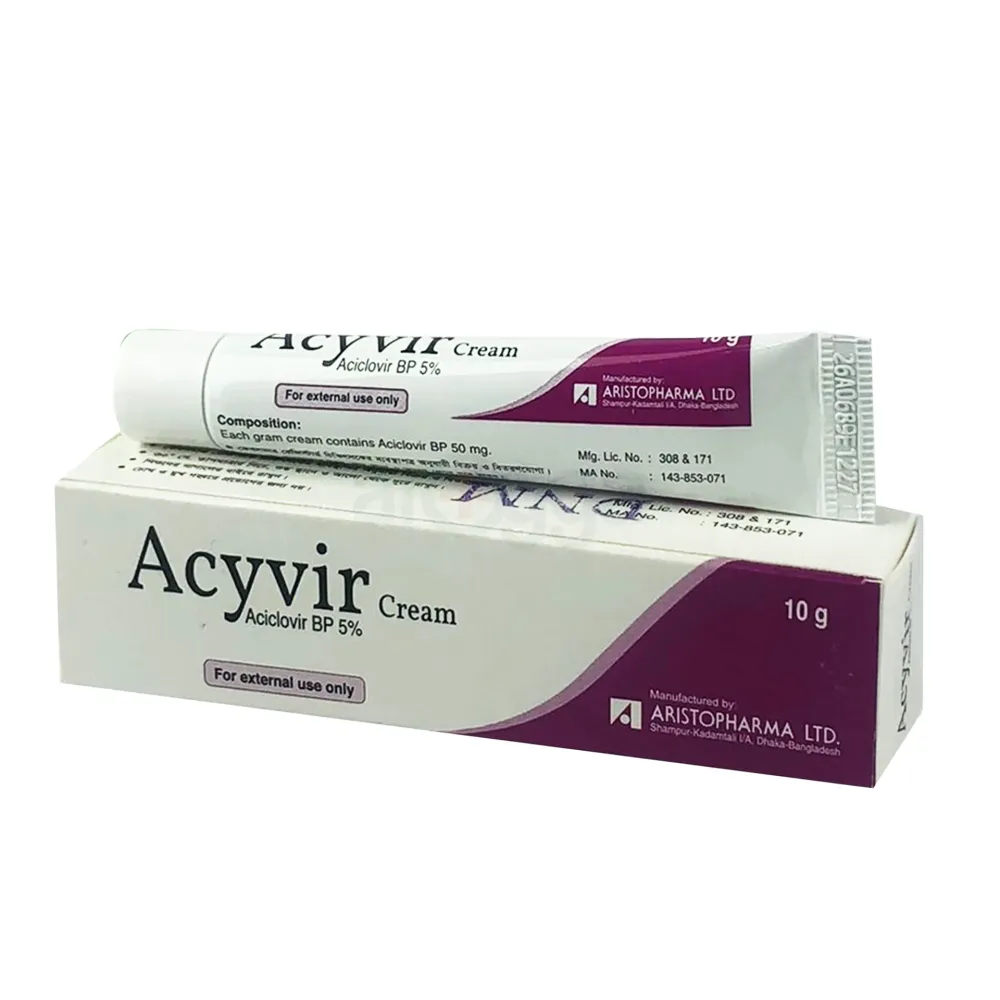 Acyvir Cream
Aciclovir BP 5%
For external use only
Composition:
Each gram cream contains Aciclovir BP 50 mg.
10 g
Manufactured by:
ARISTOPHARMA LTD
Shampur-Kadamtali I/A, Dhaka-Bangladesh
Mfg. Lic. No. : 308 & 171
MA No. : 143-853-071
26A0689E1227
Mfg. Lic. No. : 308 & 171
MA No. : 143-853-071
Acyvir Cream
Aciclovir BP 5%
For external use only
10 g
Manufactured by:
ARISTOPHARMA LTD.
Shampur-Kadamtali I/A, Dhaka-Bangladesh
Acyvir